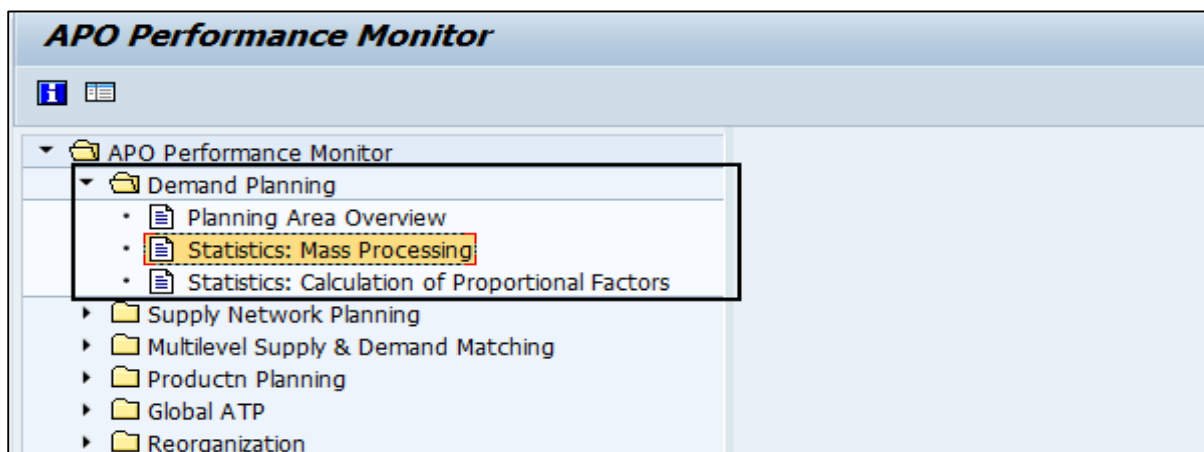 APO Performance Monitor
APO Performance Monitor
Demand Planning
Planning Area Overview
Statistics: Mass Processing
Statistics: Calculation of Proportional Factors
Supply Network Planning
Multilevel Supply & Demand Matching
Productn Planning
Global ATP
Reorganization